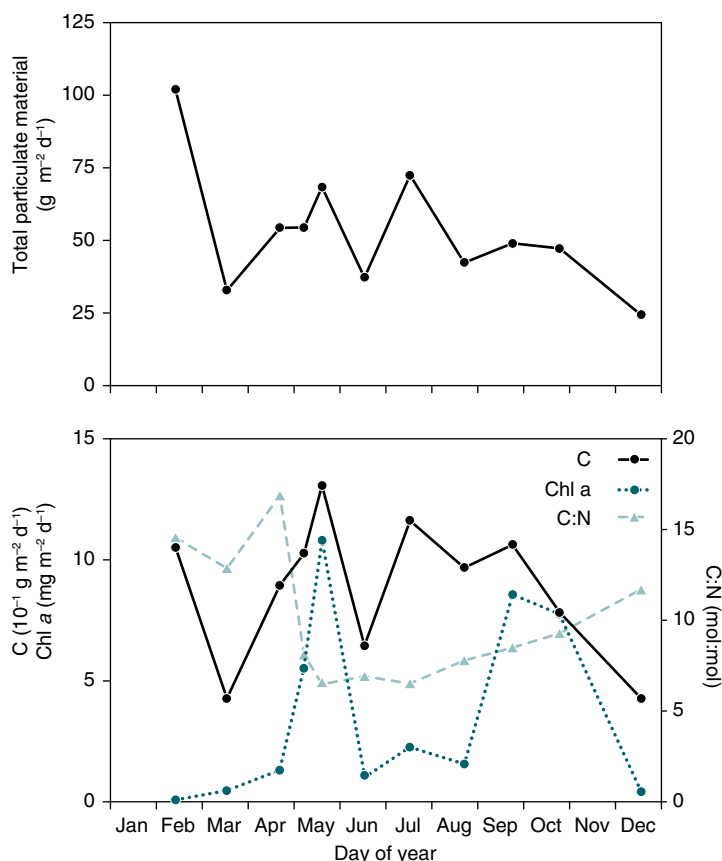 Total particulate material
(g m⁻² d⁻¹)
125
100
75
50
25
0
C (10⁻¹ g m⁻² d⁻¹)
Chl a (mg m⁻² d⁻¹)
15
10
5
0
C
Chl a
C:N
20
15
10
5
0
C:N (mol:mol)
Jan Feb Mar Apr May Jun Jul Aug Sep Oct Nov Dec
Day of year